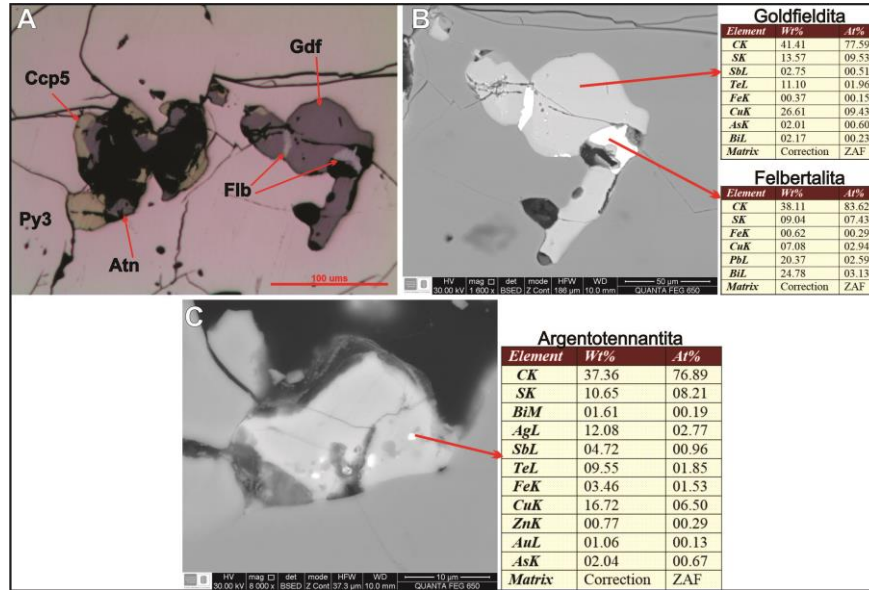 A
Gdf
Ccp5
Flb
Py3
Atn
100 ums
B
HV mag det mode HFW WD 50 µm
30.00 kV 1 600 x BSED Z Cont 186 µm 10.0 mm QUANTA FEG 650
Goldfieldita
Element Wt% At%
CK 41.41 77.59
SK 13.57 09.53
SbL 02.75 00.51
TeL 11.10 01.96
FeK 00.37 00.15
CuK 26.61 09.43
AsK 02.01 00.60
BiL 02.17 00.23
Matrix Correction ZAF
Felbertalita
Element Wt% At%
CK 38.11 83.62
SK 09.04 07.43
FeK 00.62 00.29
CuK 07.08 02.94
PbL 20.37 02.59
BiL 24.78 03.13
Matrix Correction ZAF
C
HV mag det mode HFW WD 10 µm
30.00 kV 8 000 x BSED Z Cont 37.3 µm 10.0 mm QUANTA FEG 650
Argentotennantita
Element Wt% At%
CK 37.36 76.89
SK 10.65 08.21
BiM 01.61 00.19
AgL 12.08 02.77
SbL 04.72 00.96
TeL 09.55 01.85
FeK 03.46 01.53
CuK 16.72 06.50
ZnK 00.77 00.29
AuL 01.06 00.13
AsK 02.04 00.67
Matrix Correction ZAF